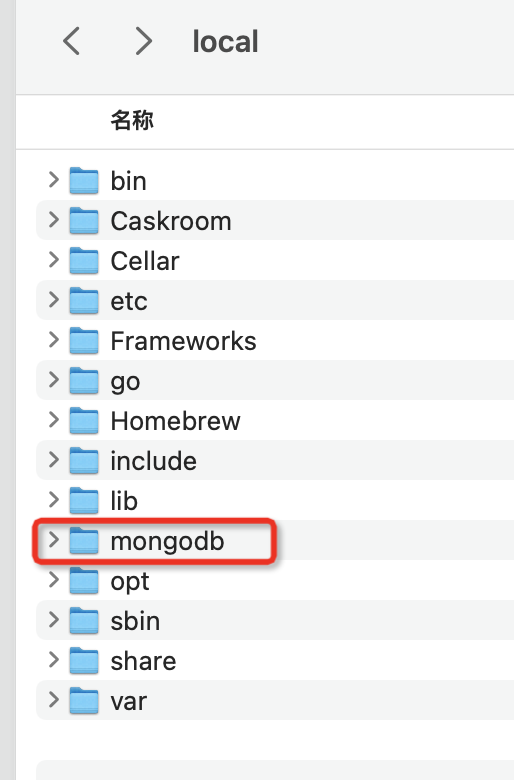 local
名称
bin
Caskroom
Cellar
etc
Frameworks
go
Homebrew
include
lib
mongodb
opt
sbin
share
var